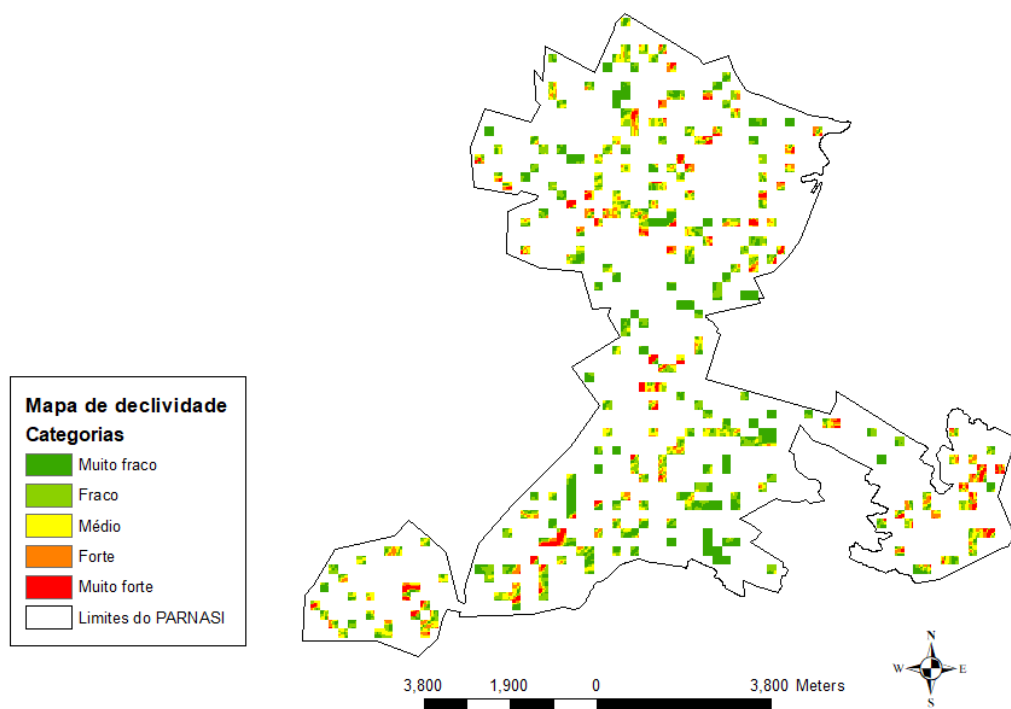 Mapa de declividade
Categorias
Muito fraco
Fraco
Médio
Forte
Muito forte
Limites do PARNASI
N
W E
S
3,800 1,900 0 3,800 Meters